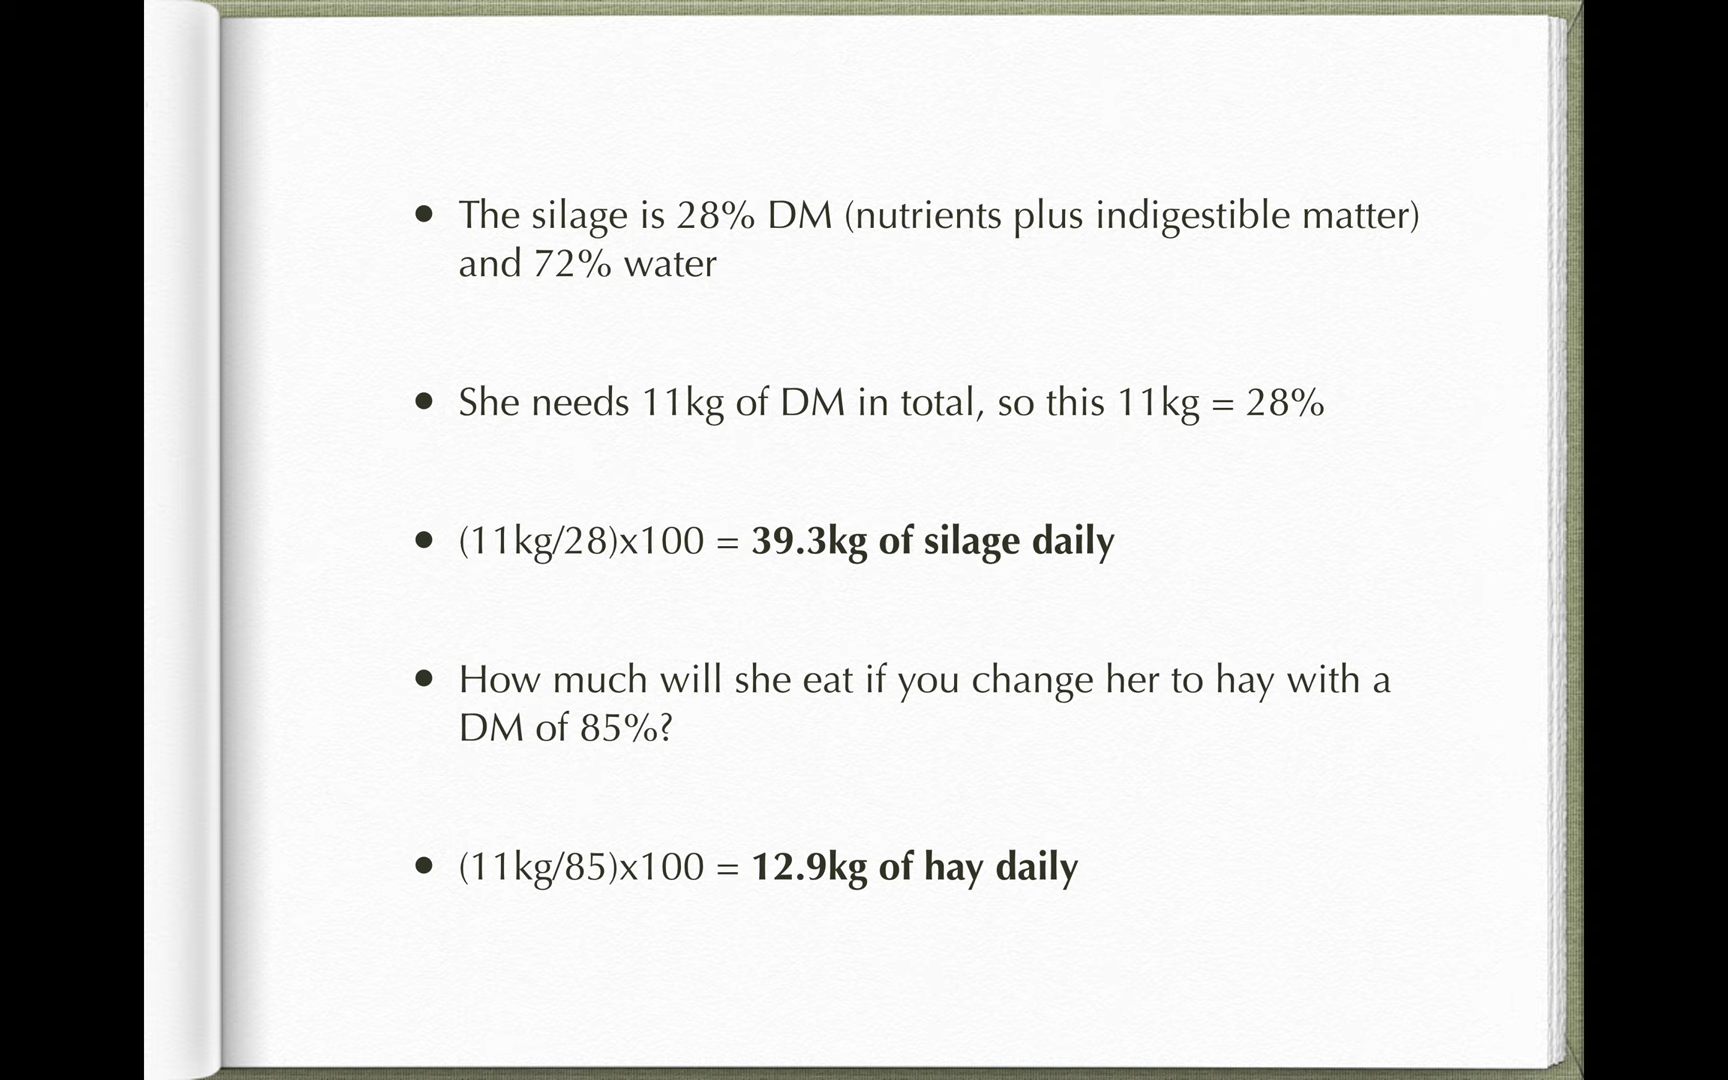 • The silage is 28% DM (nutrients plus indigestible matter)
and 72% water
• She needs 11kg of DM in total, so this 11kg = 28%
• (11kg/28)x100 = 39.3kg of silage daily
• How much will she eat if you change her to hay with a
DM of 85%?
• (11kg/85)x100 = 12.9kg of hay daily